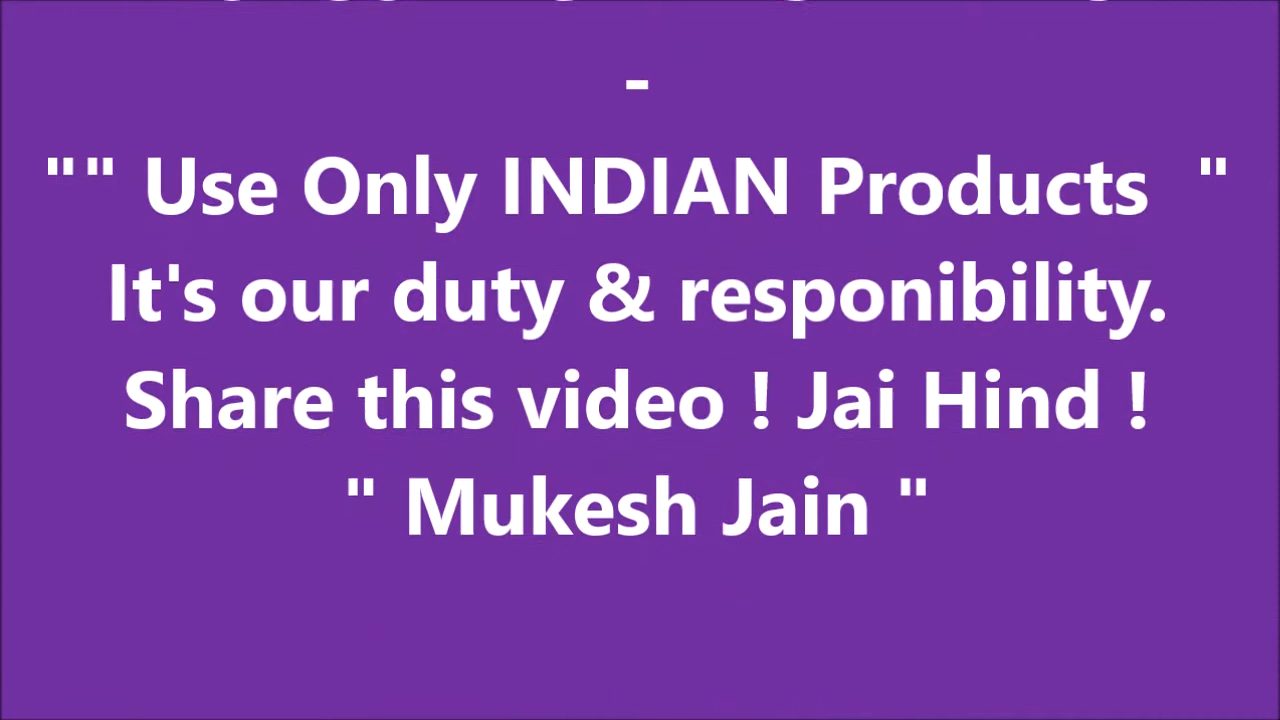 -
"" Use Only INDIAN Products "
It's our duty & responibility.
Share this video ! Jai Hind !
" Mukesh Jain "